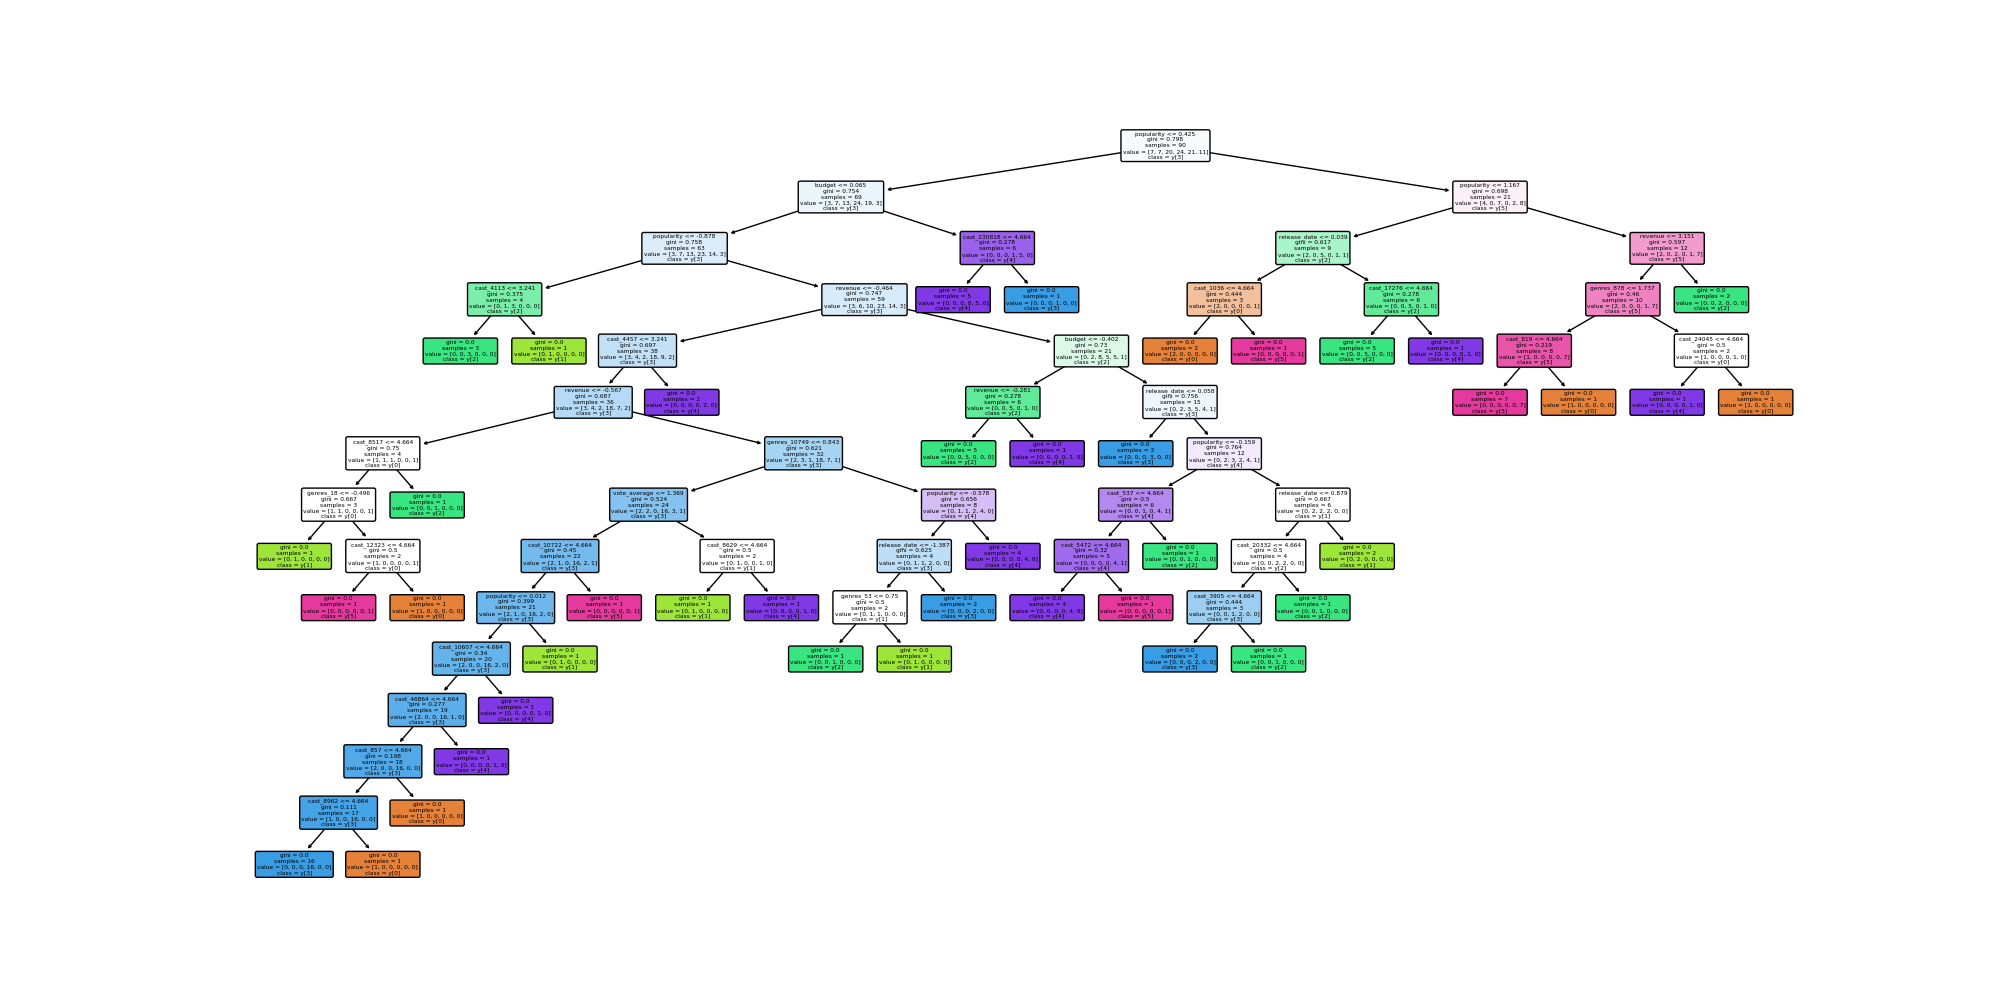 popularity <= 0.425
gini = 0.798
samples = 90
value = [7, 7, 20, 24, 21, 11]
class = y[3]
budget <= 0.065
gini = 0.754
samples = 69
value = [3, 7, 13, 24, 19, 3]
class = y[3]
popularity <= 1.167
gini = 0.698
samples = 21
value = [4, 0, 7, 0, 2, 8]
class = y[5]
popularity <= -0.878
gini = 0.758
samples = 63
value = [3, 7, 13, 23, 14, 3]
class = y[3]
cast_230818 <= 4.664
gini = 0.278
samples = 6
value = [0, 0, 0, 1, 5, 0]
class = y[4]
release_date <= 0.039
gini = 0.617
samples = 9
value = [2, 0, 5, 0, 1, 1]
class = y[2]
revenue <= 3.151
gini = 0.597
samples = 12
value = [2, 0, 2, 0, 1, 7]
class = y[5]
cast_4113 <= 3.241
gini = 0.375
samples = 4
value = [0, 1, 3, 0, 0, 0]
class = y[2]
revenue <= -0.464
gini = 0.747
samples = 59
value = [3, 6, 10, 23, 14, 3]
class = y[3]
gini = 0.0
samples = 5
value = [0, 0, 0, 0, 5, 0]
class = y[4]
gini = 0.0
samples = 1
value = [0, 0, 0, 1, 0, 0]
class = y[3]
cast_1036 <= 4.664
gini = 0.444
samples = 3
value = [2, 0, 0, 0, 0, 1]
class = y[0]
cast_17276 <= 4.664
gini = 0.278
samples = 6
value = [0, 0, 5, 0, 1, 0]
class = y[2]
genres_878 <= 1.737
gini = 0.46
samples = 10
value = [2, 0, 0, 0, 1, 7]
class = y[5]
gini = 0.0
samples = 2
value = [0, 0, 2, 0, 0, 0]
class = y[2]
gini = 0.0
samples = 3
value = [0, 0, 3, 0, 0, 0]
class = y[2]
gini = 0.0
samples = 1
value = [0, 1, 0, 0, 0, 0]
class = y[1]
cast_4457 <= 3.241
gini = 0.697
samples = 38
value = [3, 4, 2, 18, 9, 2]
class = y[3]
budget <= -0.402
gini = 0.73
samples = 21
value = [0, 2, 8, 5, 5, 1]
class = y[2]
gini = 0.0
samples = 2
value = [2, 0, 0, 0, 0, 0]
class = y[0]
gini = 0.0
samples = 1
value = [0, 0, 0, 0, 0, 1]
class = y[5]
gini = 0.0
samples = 5
value = [0, 0, 5, 0, 0, 0]
class = y[2]
gini = 0.0
samples = 1
value = [0, 0, 0, 0, 1, 0]
class = y[4]
cast_819 <= 4.664
gini = 0.219
samples = 8
value = [1, 0, 0, 0, 0, 7]
class = y[5]
cast_24045 <= 4.664
gini = 0.5
samples = 2
value = [1, 0, 0, 0, 1, 0]
class = y[0]
revenue <= -0.567
gini = 0.687
samples = 36
value = [3, 4, 2, 18, 7, 2]
class = y[3]
gini = 0.0
samples = 2
value = [0, 0, 0, 0, 2, 0]
class = y[4]
revenue <= -0.281
gini = 0.278
samples = 6
value = [0, 0, 5, 0, 1, 0]
class = y[2]
release_date <= 0.058
gini = 0.756
samples = 15
value = [0, 2, 3, 5, 4, 1]
class = y[3]
gini = 0.0
samples = 7
value = [0, 0, 0, 0, 0, 7]
class = y[5]
gini = 0.0
samples = 1
value = [1, 0, 0, 0, 0, 0]
class = y[0]
gini = 0.0
samples = 1
value = [0, 0, 0, 0, 1, 0]
class = y[4]
gini = 0.0
samples = 1
value = [1, 0, 0, 0, 0, 0]
class = y[0]
cast_8517 <= 4.664
gini = 0.75
samples = 4
value = [1, 1, 1, 0, 0, 1]
class = y[0]
genres_10749 <= 0.843
gini = 0.621
samples = 32
value = [2, 3, 1, 18, 7, 1]
class = y[3]
gini = 0.0
samples = 5
value = [0, 0, 5, 0, 0, 0]
class = y[2]
gini = 0.0
samples = 1
value = [0, 0, 0, 0, 1, 0]
class = y[4]
gini = 0.0
samples = 3
value = [0, 0, 0, 3, 0, 0]
class = y[3]
popularity <= -0.159
gini = 0.764
samples = 12
value = [0, 2, 3, 2, 4, 1]
class = y[4]
genres_18 <= -0.496
gini = 0.667
samples = 3
value = [1, 1, 0, 0, 0, 1]
class = y[0]
gini = 0.0
samples = 1
value = [0, 0, 1, 0, 0, 0]
class = y[2]
vote_average <= 1.369
gini = 0.524
samples = 24
value = [2, 2, 0, 16, 3, 1]
class = y[3]
popularity <= -0.578
gini = 0.656
samples = 8
value = [0, 1, 1, 2, 4, 0]
class = y[4]
cast_537 <= 4.664
gini = 0.5
samples = 6
value = [0, 0, 1, 0, 4, 1]
class = y[4]
release_date <= 0.879
gini = 0.667
samples = 6
value = [0, 2, 2, 2, 0, 0]
class = y[1]
gini = 0.0
samples = 1
value = [0, 1, 0, 0, 0, 0]
class = y[1]
cast_12323 <= 4.664
gini = 0.5
samples = 2
value = [1, 0, 0, 0, 0, 1]
class = y[0]
cast_10722 <= 4.664
gini = 0.45
samples = 22
value = [2, 1, 0, 16, 2, 1]
class = y[3]
cast_8629 <= 4.664
gini = 0.5
samples = 2
value = [0, 1, 0, 0, 1, 0]
class = y[1]
release_date <= -1.387
gini = 0.625
samples = 4
value = [0, 1, 1, 2, 0, 0]
class = y[3]
gini = 0.0
samples = 4
value = [0, 0, 0, 0, 4, 0]
class = y[4]
cast_5472 <= 4.664
gini = 0.32
samples = 5
value = [0, 0, 0, 0, 4, 1]
class = y[4]
gini = 0.0
samples = 1
value = [0, 0, 1, 0, 0, 0]
class = y[2]
cast_20332 <= 4.664
gini = 0.5
samples = 4
value = [0, 0, 2, 2, 0, 0]
class = y[2]
gini = 0.0
samples = 2
value = [0, 2, 0, 0, 0, 0]
class = y[1]
gini = 0.0
samples = 1
value = [0, 0, 0, 0, 0, 1]
class = y[5]
gini = 0.0
samples = 1
value = [1, 0, 0, 0, 0, 0]
class = y[0]
popularity <= 0.012
gini = 0.399
samples = 21
value = [2, 1, 0, 16, 2, 0]
class = y[3]
gini = 0.0
samples = 1
value = [0, 0, 0, 0, 0, 1]
class = y[5]
gini = 0.0
samples = 1
value = [0, 1, 0, 0, 0, 0]
class = y[1]
gini = 0.0
samples = 1
value = [0, 0, 0, 0, 1, 0]
class = y[4]
genres_53 <= 0.75
gini = 0.5
samples = 2
value = [0, 1, 1, 0, 0, 0]
class = y[1]
gini = 0.0
samples = 2
value = [0, 0, 0, 2, 0, 0]
class = y[3]
gini = 0.0
samples = 4
value = [0, 0, 0, 0, 4, 0]
class = y[4]
gini = 0.0
samples = 1
value = [0, 0, 0, 0, 0, 1]
class = y[5]
cast_3905 <= 4.664
gini = 0.444
samples = 3
value = [0, 0, 1, 2, 0, 0]
class = y[3]
gini = 0.0
samples = 1
value = [0, 0, 1, 0, 0, 0]
class = y[2]
cast_10607 <= 4.664
gini = 0.34
samples = 20
value = [2, 0, 0, 16, 2, 0]
class = y[3]
gini = 0.0
samples = 1
value = [0, 1, 0, 0, 0, 0]
class = y[1]
gini = 0.0
samples = 1
value = [0, 0, 1, 0, 0, 0]
class = y[2]
gini = 0.0
samples = 1
value = [0, 1, 0, 0, 0, 0]
class = y[1]
gini = 0.0
samples = 2
value = [0, 0, 0, 2, 0, 0]
class = y[3]
gini = 0.0
samples = 1
value = [0, 0, 1, 0, 0, 0]
class = y[2]
cast_46864 <= 4.664
gini = 0.277
samples = 19
value = [2, 0, 0, 16, 1, 0]
class = y[3]
gini = 0.0
samples = 1
value = [0, 0, 0, 0, 1, 0]
class = y[4]
cast_857 <= 4.664
gini = 0.198
samples = 18
value = [2, 0, 0, 16, 0, 0]
class = y[3]
gini = 0.0
samples = 1
value = [0, 0, 0, 0, 1, 0]
class = y[4]
cast_8962 <= 4.664
gini = 0.111
samples = 17
value = [1, 0, 0, 16, 0, 0]
class = y[3]
gini = 0.0
samples = 1
value = [1, 0, 0, 0, 0, 0]
class = y[0]
gini = 0.0
samples = 16
value = [0, 0, 0, 16, 0, 0]
class = y[3]
gini = 0.0
samples = 1
value = [1, 0, 0, 0, 0, 0]
class = y[0]